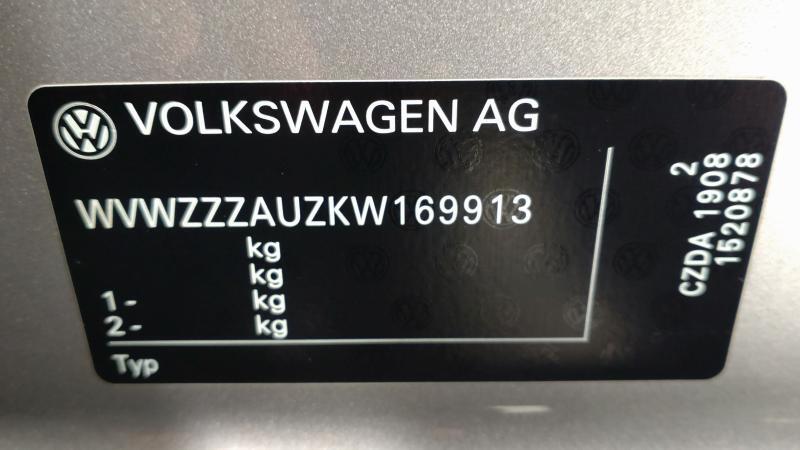 VOLKSWAGEN AG
WVWZZZAUZKW169913
kg
kg
1- kg
2- kg
Typ
2
CZDA 1908
1520878